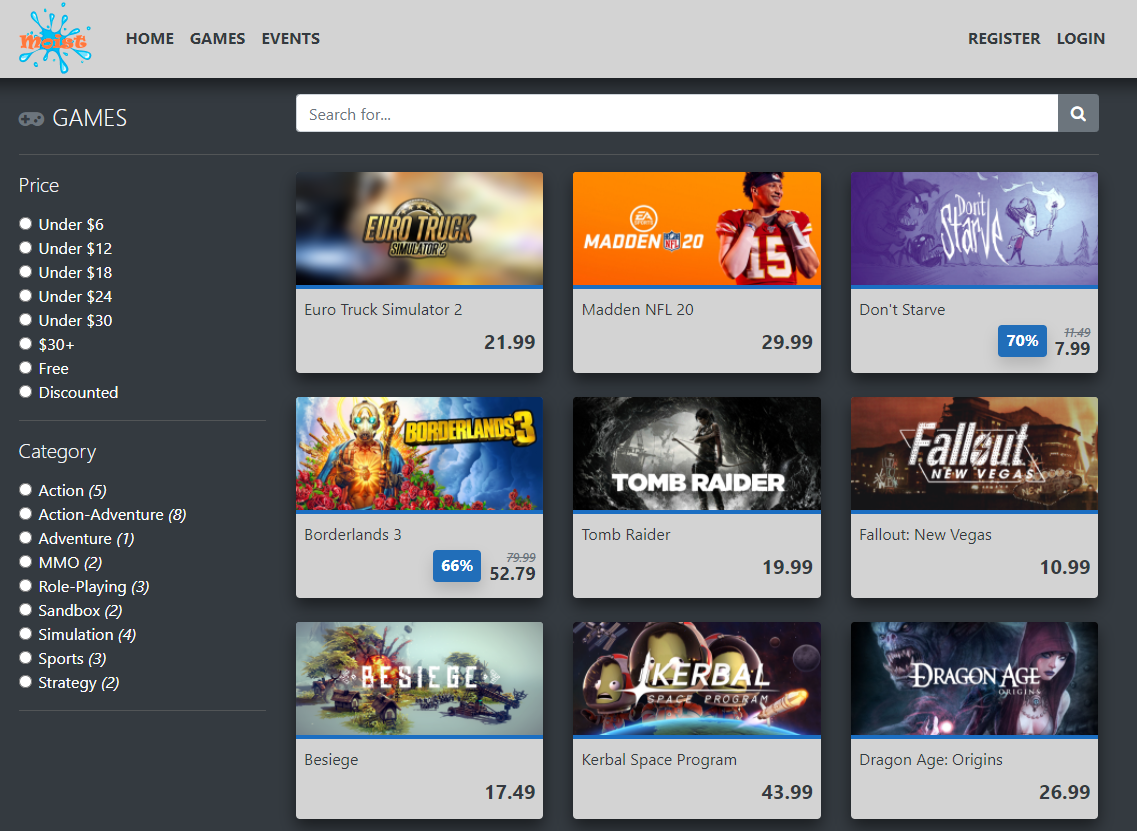 moist
HOME GAMES EVENTS REGISTER LOGIN
GAMES
Search for...
Price
Under $6
Under $12
Under $18
Under $24
Under $30
$30+
Free
Discounted
Category
Action (5)
Action-Adventure (8)
Adventure (1)
MMO (2)
Role-Playing (3)
Sandbox (2)
Simulation (4)
Sports (3)
Strategy (2)
EURO TRUCK
SIMULATOR 2
Euro Truck Simulator 2
21.99
EA
SPORTS
MADDEN NFL 20
15
Madden NFL 20
29.99
Don't
Starve
Don't Starve
70% 11.49
7.99
BORDERLANDS 3
Borderlands 3
66% 79.99
52.79
TOMB RAIDER
Tomb Raider
19.99
Fallout
NEW VEGAS
NEW
Fallout: New Vegas
10.99
BESIEGE
Besiege
17.49
KERBAL
SPACE PROGRAM
Kerbal Space Program
43.99
DRAGON AGE
ORIGINS
Dragon Age: Origins
26.99